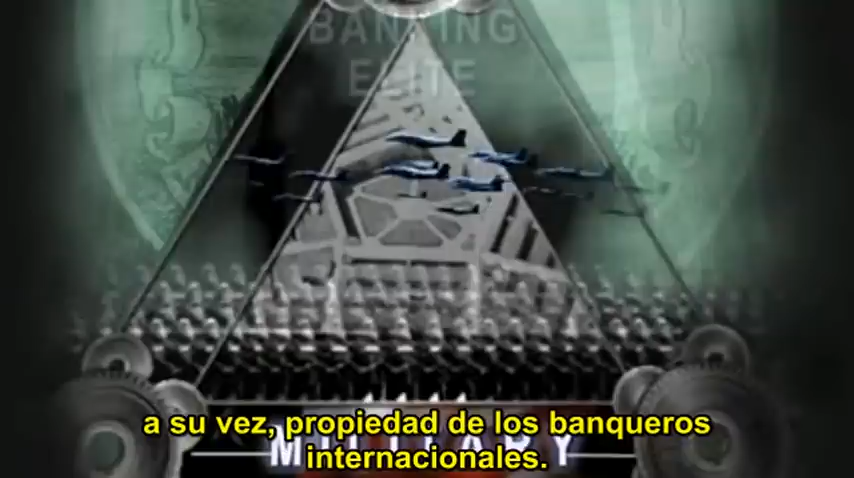 BANKING
ELITE
MILITARY
a su vez, propiedad de los banqueros
internacionales.